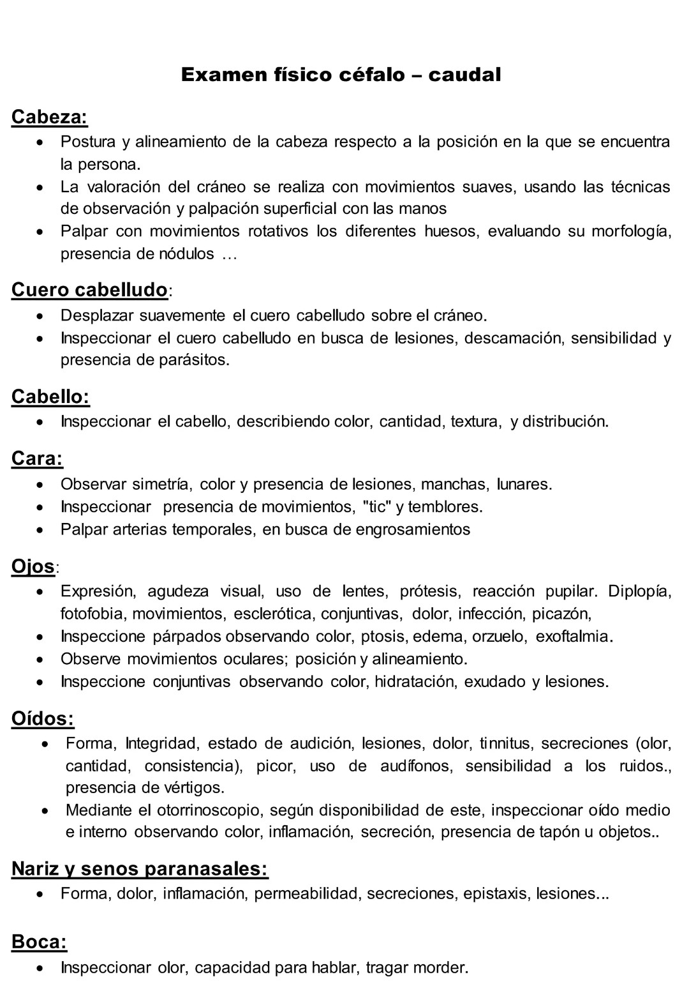 Examen físico céfalo – caudal
Cabeza:
• Postura y alineamiento de la cabeza respecto a la posición en la que se encuentra
la persona.
• La valoración del cráneo se realiza con movimientos suaves, usando las técnicas
de observación y palpación superficial con las manos
• Palpar con movimientos rotativos los diferentes huesos, evaluando su morfología,
presencia de nódulos …
Cuero cabelludo:
• Desplazar suavemente el cuero cabelludo sobre el cráneo.
• Inspeccionar el cuero cabelludo en busca de lesiones, descamación, sensibilidad y
presencia de parásitos.
Cabello:
• Inspeccionar el cabello, describiendo color, cantidad, textura, y distribución.
Cara:
• Observar simetría, color y presencia de lesiones, manchas, lunares.
• Inspeccionar presencia de movimientos, "tic" y temblores.
• Palpar arterias temporales, en busca de engrosamientos
Ojos:
• Expresión, agudeza visual, uso de lentes, prótesis, reacción pupilar. Diplopía,
fotofobia, movimientos, esclerótica, conjuntivas, dolor, infección, picazón,
• Inspeccione párpados observando color, ptosis, edema, orzuelo, exoftalmia.
• Observe movimientos oculares; posición y alineamiento.
• Inspeccione conjuntivas observando color, hidratación, exudado y lesiones.
Oídos:
• Forma, Integridad, estado de audición, lesiones, dolor, tinnitus, secreciones (olor,
cantidad, consistencia), picor, uso de audífonos, sensibilidad a los ruidos.,
presencia de vértigos.
• Mediante el otorrinoscopio, según disponibilidad de este, inspeccionar oído medio
e interno observando color, inflamación, secreción, presencia de tapón u objetos..
Nariz y senos paranasales:
• Forma, dolor, inflamación, permeabilidad, secreciones, epistaxis, lesiones...
Boca:
• Inspeccionar olor, capacidad para hablar, tragar morder.